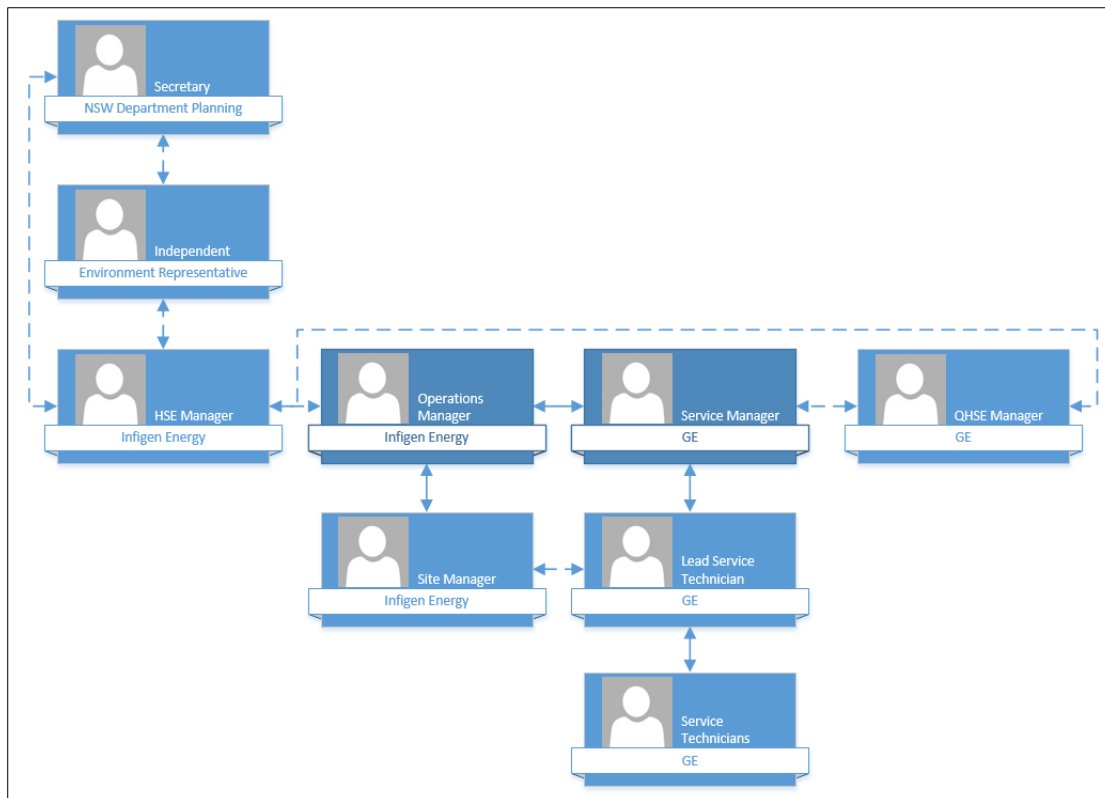 Secretary
NSW Department Planning
Independent
Environment Representative
HSE Manager
Infigen Energy
Operations
Manager
Infigen Energy
Service Manager
GE
QHSE Manager
GE
Site Manager
Infigen Energy
Lead Service
Technician
GE
Service
Technicians
GE